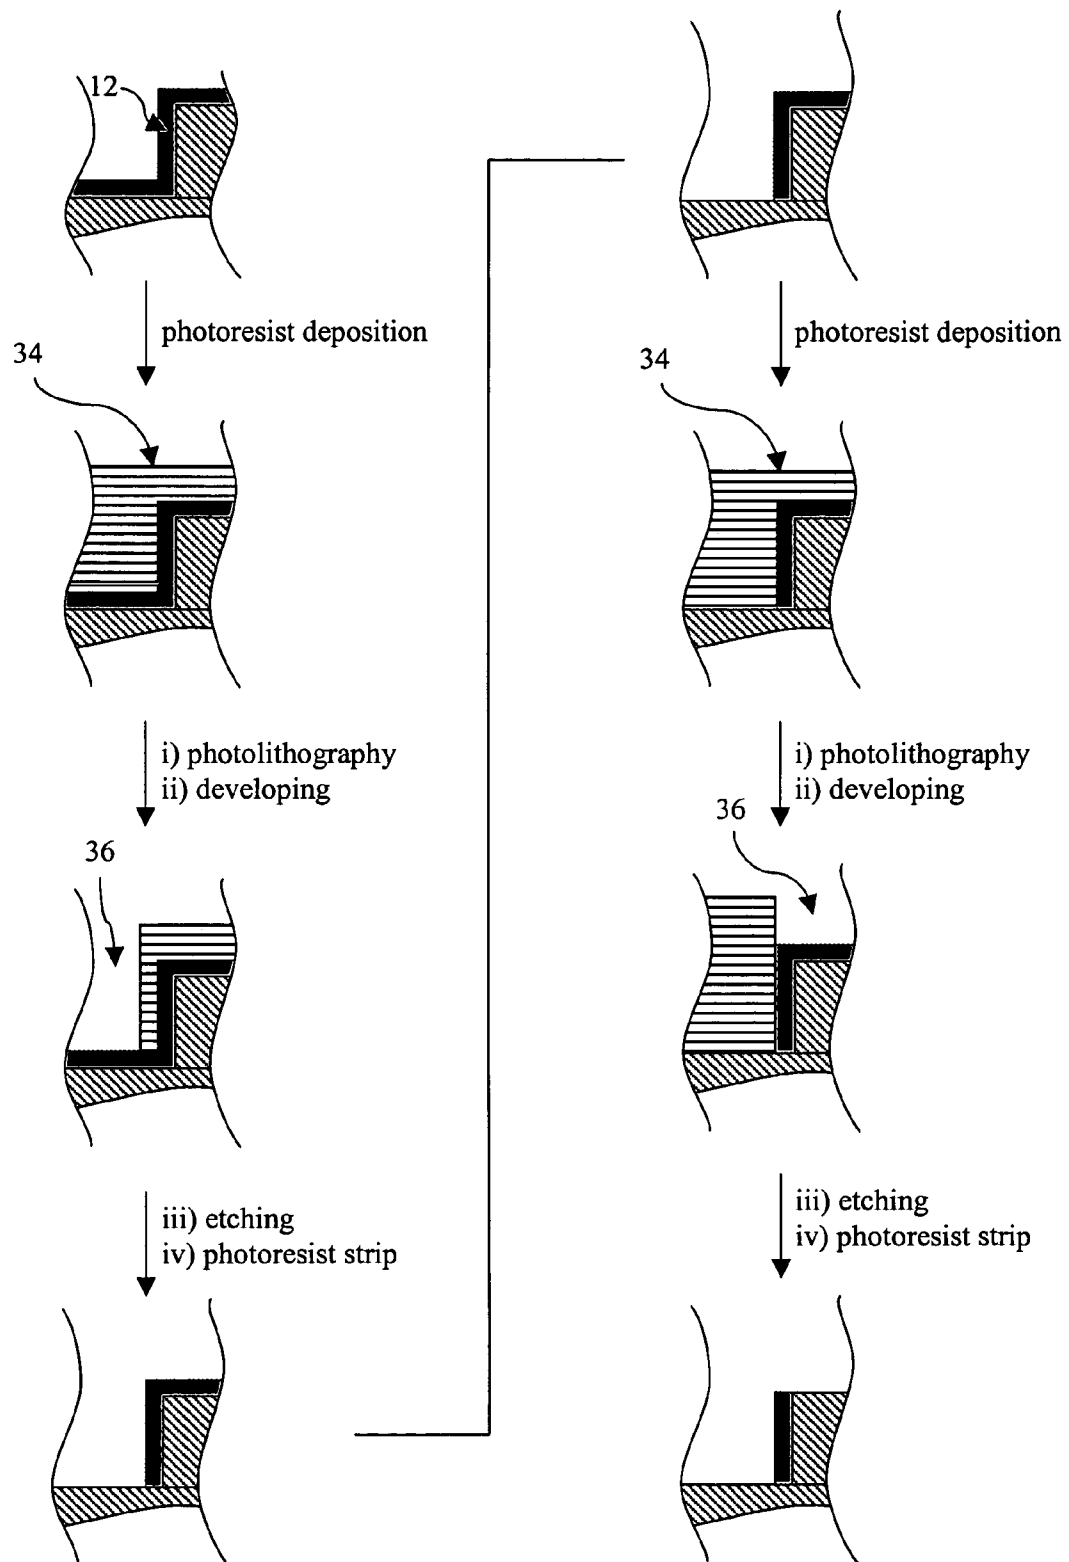 12
photoresist deposition
34
i) photolithography
ii) developing
36
iii) etching
iv) photoresist strip
photoresist deposition
34
i) photolithography
ii) developing
36
iii) etching
iv) photoresist strip